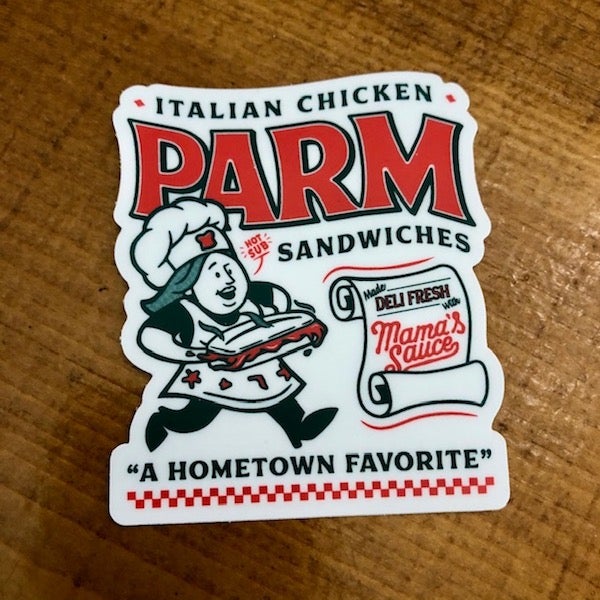 ITALIAN CHICKEN
PARM
SANDWICHES
HOT
SUB
Made
DELI FRESH
with
Mama's
Sauce
"A HOMETOWN FAVORITE"